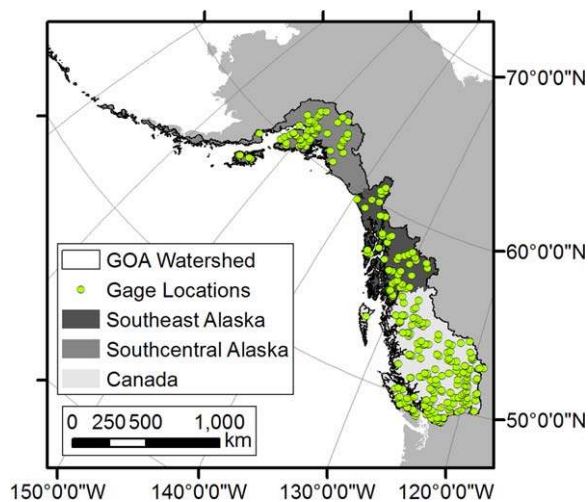 70°0'0"N
60°0'0"N
50°0'0"N
GOA Watershed
Gage Locations
Southeast Alaska
Southcentral Alaska
Canada
0 250 500 1,000
km
150°0'0"W 140°0'0"W 130°0'0"W 120°0'0"W